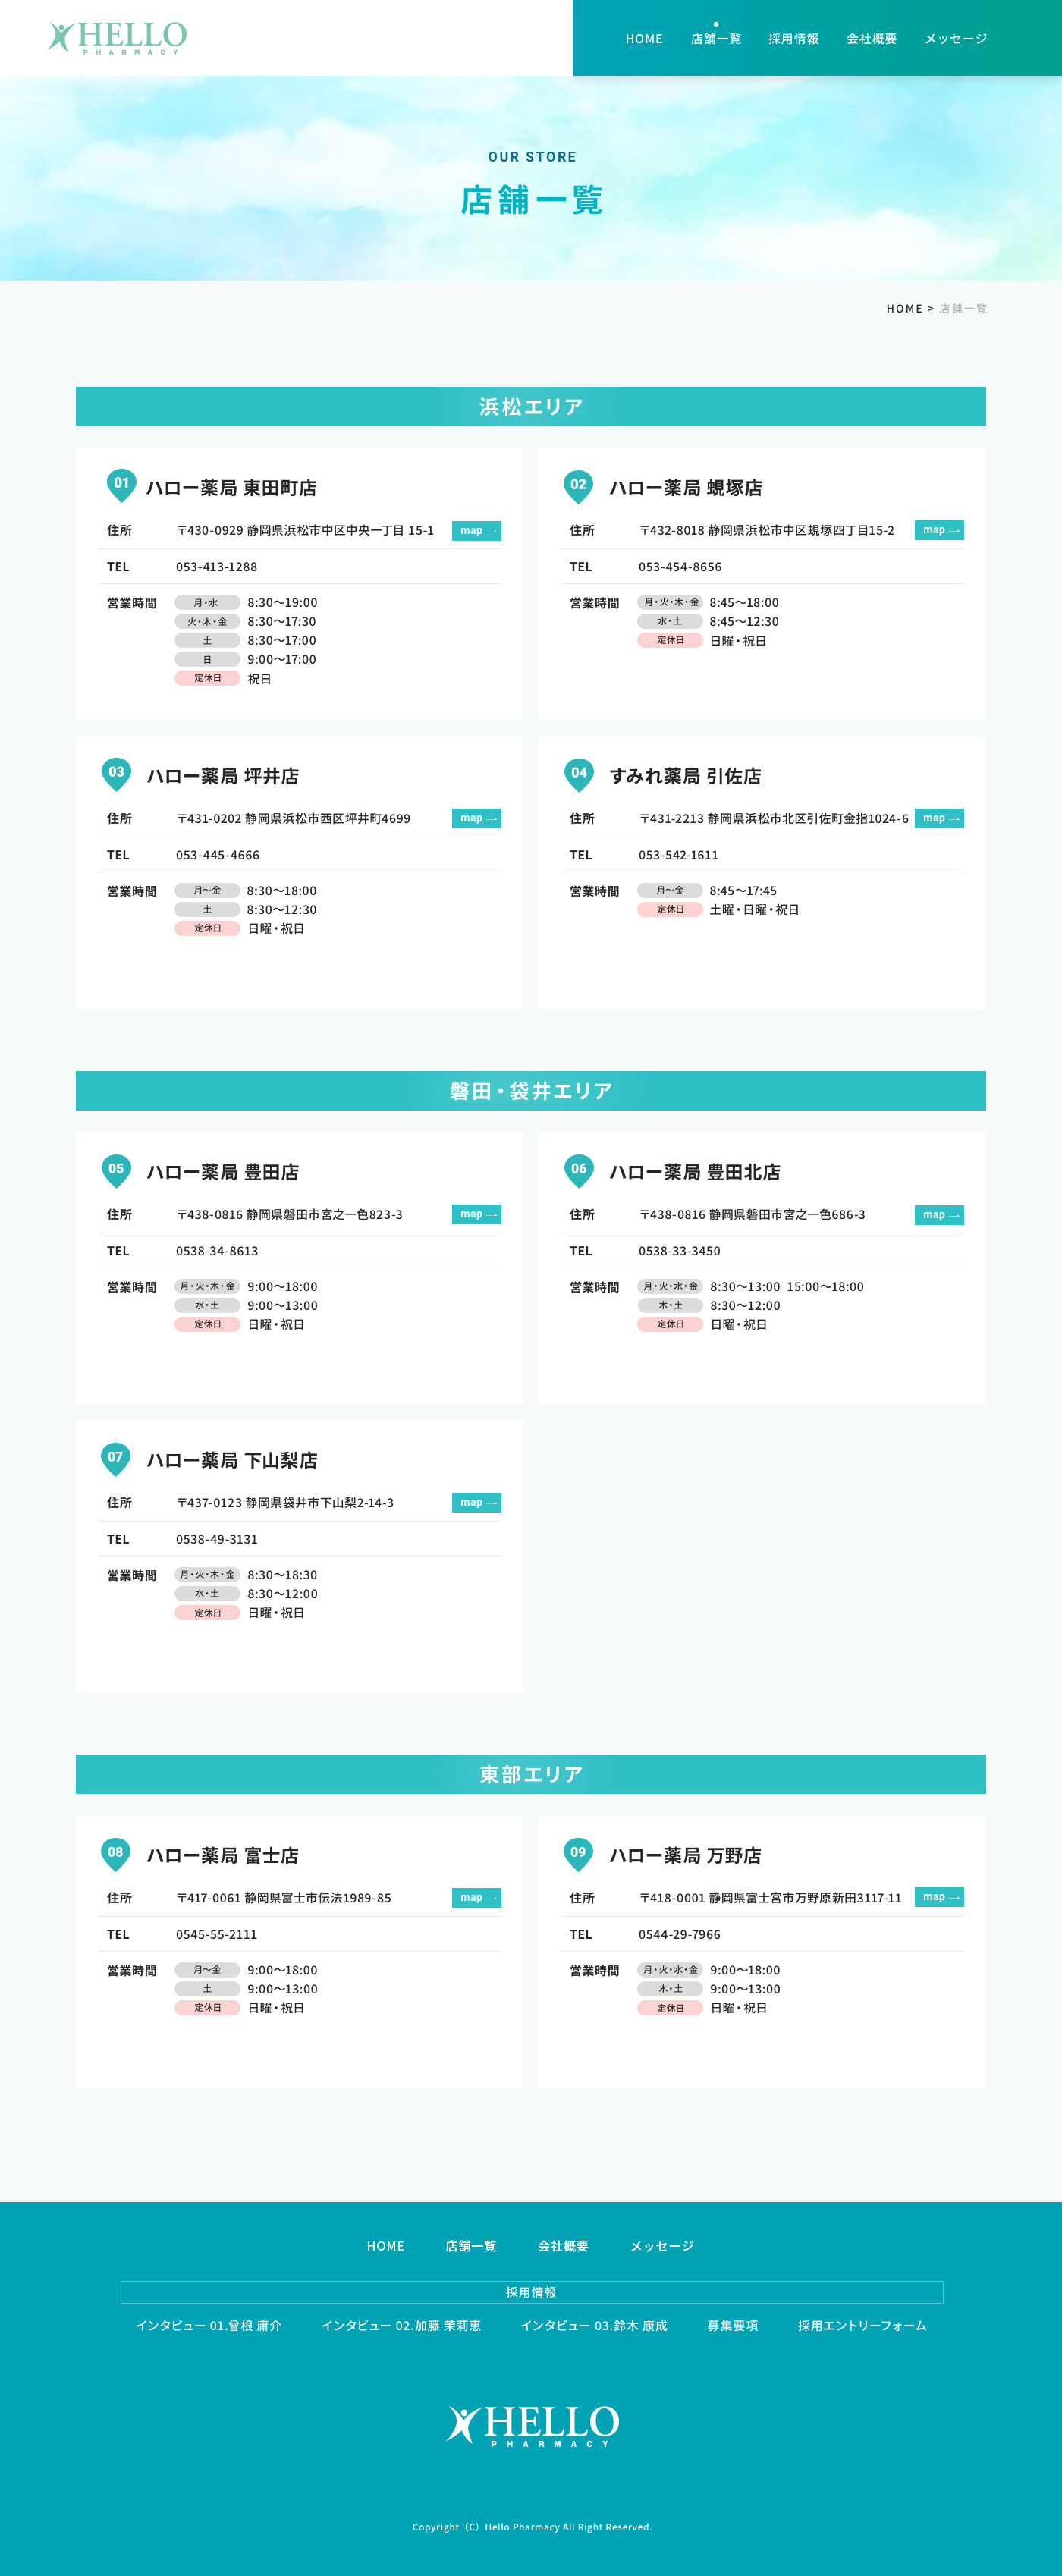 HELLO
PHARMACY
HOME 店舗一覧 採用情報 会社概要 メッセージ
OUR STORE
店舗一覧
HOME > 店舗一覧
浜松エリア
01 ハロー薬局 東田町店
住所 〒430-0929 静岡県浜松市中区中央一丁目 15-1 map
TEL 053-413-1288
営業時間 月・水 8:30〜19:00
火・木・金 8:30〜17:30
土 8:30〜17:00
日 9:00〜17:00
定休日 祝日
02 ハロー薬局 蜆塚店
住所 〒432-8018 静岡県浜松市中区蜆塚四丁目15-2 map
TEL 053-454-8656
営業時間 月・火・木・金 8:45〜18:00
水・土 8:45〜12:30
定休日 日曜・祝日
03 ハロー薬局 坪井店
住所 〒431-0202 静岡県浜松市西区坪井町4699 map
TEL 053-445-4666
営業時間 月〜金 8:30〜18:00
土 8:30〜12:30
定休日 日曜・祝日
04 すみれ薬局 引佐店
住所 〒431-2213 静岡県浜松市北区引佐町金指1024-6 map
TEL 053-542-1611
営業時間 月〜金 8:45〜17:45
定休日 土曜・日曜・祝日
磐田・袋井エリア
05 ハロー薬局 豊田店
住所 〒438-0816 静岡県磐田市宮之一色823-3 map
TEL 0538-34-8613
営業時間 月・火・木・金 9:00〜18:00
水・土 9:00〜13:00
定休日 日曜・祝日
06 ハロー薬局 豊田北店
住所 〒438-0816 静岡県磐田市宮之一色686-3 map
TEL 0538-33-3450
営業時間 月・火・水・金 8:30〜13:00 15:00〜18:00
木・土 8:30〜12:00
定休日 日曜・祝日
07 ハロー薬局 下山梨店
住所 〒437-0123 静岡県袋井市下山梨2-14-3 map
TEL 0538-49-3131
営業時間 月・火・木・金 8:30〜18:30
水・土 8:30〜12:00
定休日 日曜・祝日
東部エリア
08 ハロー薬局 富士店
住所 〒417-0061 静岡県富士市伝法1989-85 map
TEL 0545-55-2111
営業時間 月〜金 9:00〜18:00
土 9:00〜13:00
定休日 日曜・祝日
09 ハロー薬局 万野店
住所 〒418-0001 静岡県富士宮市万野原新田3117-11 map
TEL 0544-29-7966
営業時間 月・火・水・金 9:00〜18:00
木・土 9:00〜13:00
定休日 日曜・祝日
HOME 店舗一覧 会社概要 メッセージ
採用情報
インタビュー 01.曾根 庸介 インタビュー 02.加藤 茉莉恵 インタビュー 03.鈴木 康成 募集要項 採用エントリーフォーム
HELLO
PHARMACY
Copyright（C）Hello Pharmacy All Right Reserved.